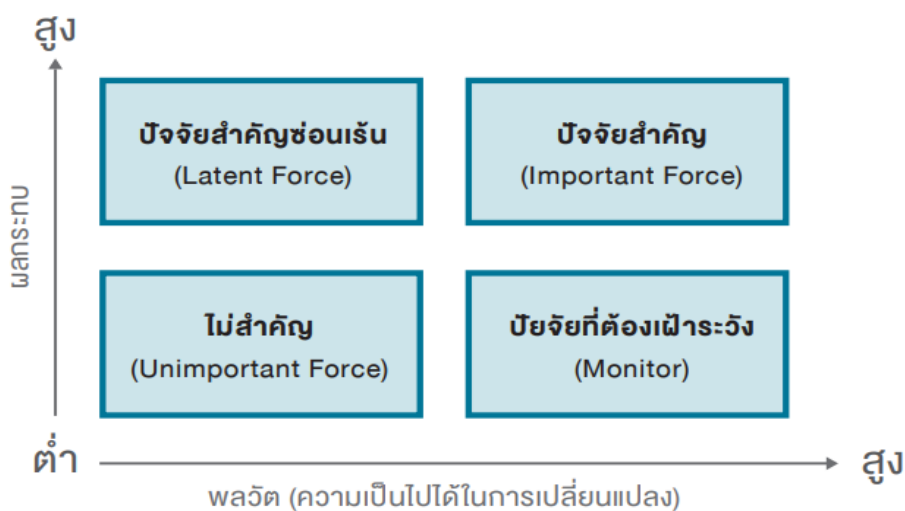 สูง
ปัจจัยสำคัญซ่อนเร้น
(Latent Force)
ปัจจัยสำคัญ
(Important Force)
ผลกระทบ
ไม่สำคัญ
(Unimportant Force)
ปัยจัยที่ต้องเฝ้าระวัง
(Monitor)
ต่ำ
สูง
พลวัต (ความเป็นไปได้ในการเปลี่ยนแปลง)